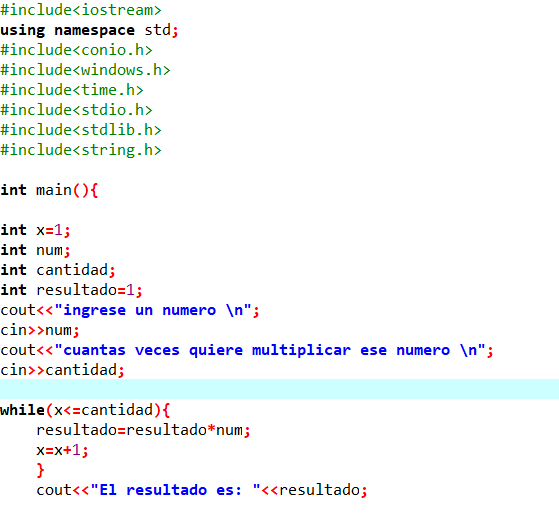 #include<iostream>
using namespace std;
#include<conio.h>
#include<windows.h>
#include<time.h>
#include<stdio.h>
#include<stdlib.h>
#include<string.h>
int main(){
int x=1;
int num;
int cantidad;
int resultado=1;
cout<<"ingrese un numero \n";
cin>>num;
cout<<"cuantas veces quiere multiplicar ese numero \n";
cin>>cantidad;
while(x<=cantidad){
    resultado=resultado*num;
    x=x+1;
    }
    cout<<"El resultado es: "<<resultado;